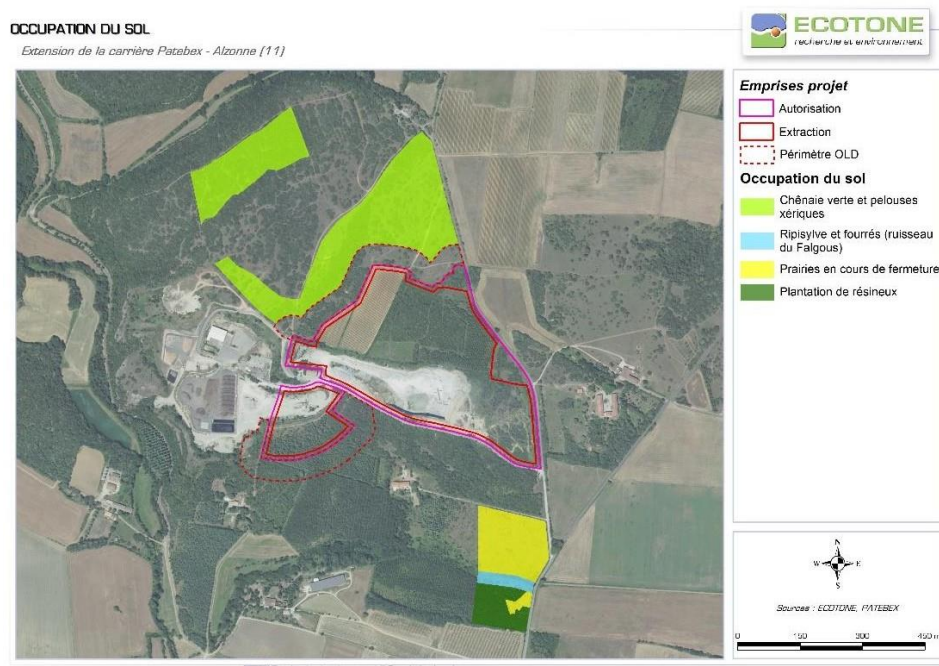 OCCUPATION DU SOL
Extension de la carrière Patebex - Alzonne (11)
ECOTONE
recherche et environnement
Emprises projet
Autorisation
Extraction
Périmètre OLD
Occupation du sol
Chênaie verte et pelouses
xériques
Ripisylve et fourrés (ruisseau
du Falgous)
Prairies en cours de fermeture
Plantation de résineux
N
W E
S
Sources : ECOTONE, PATEBEX
0 150 300 450 m